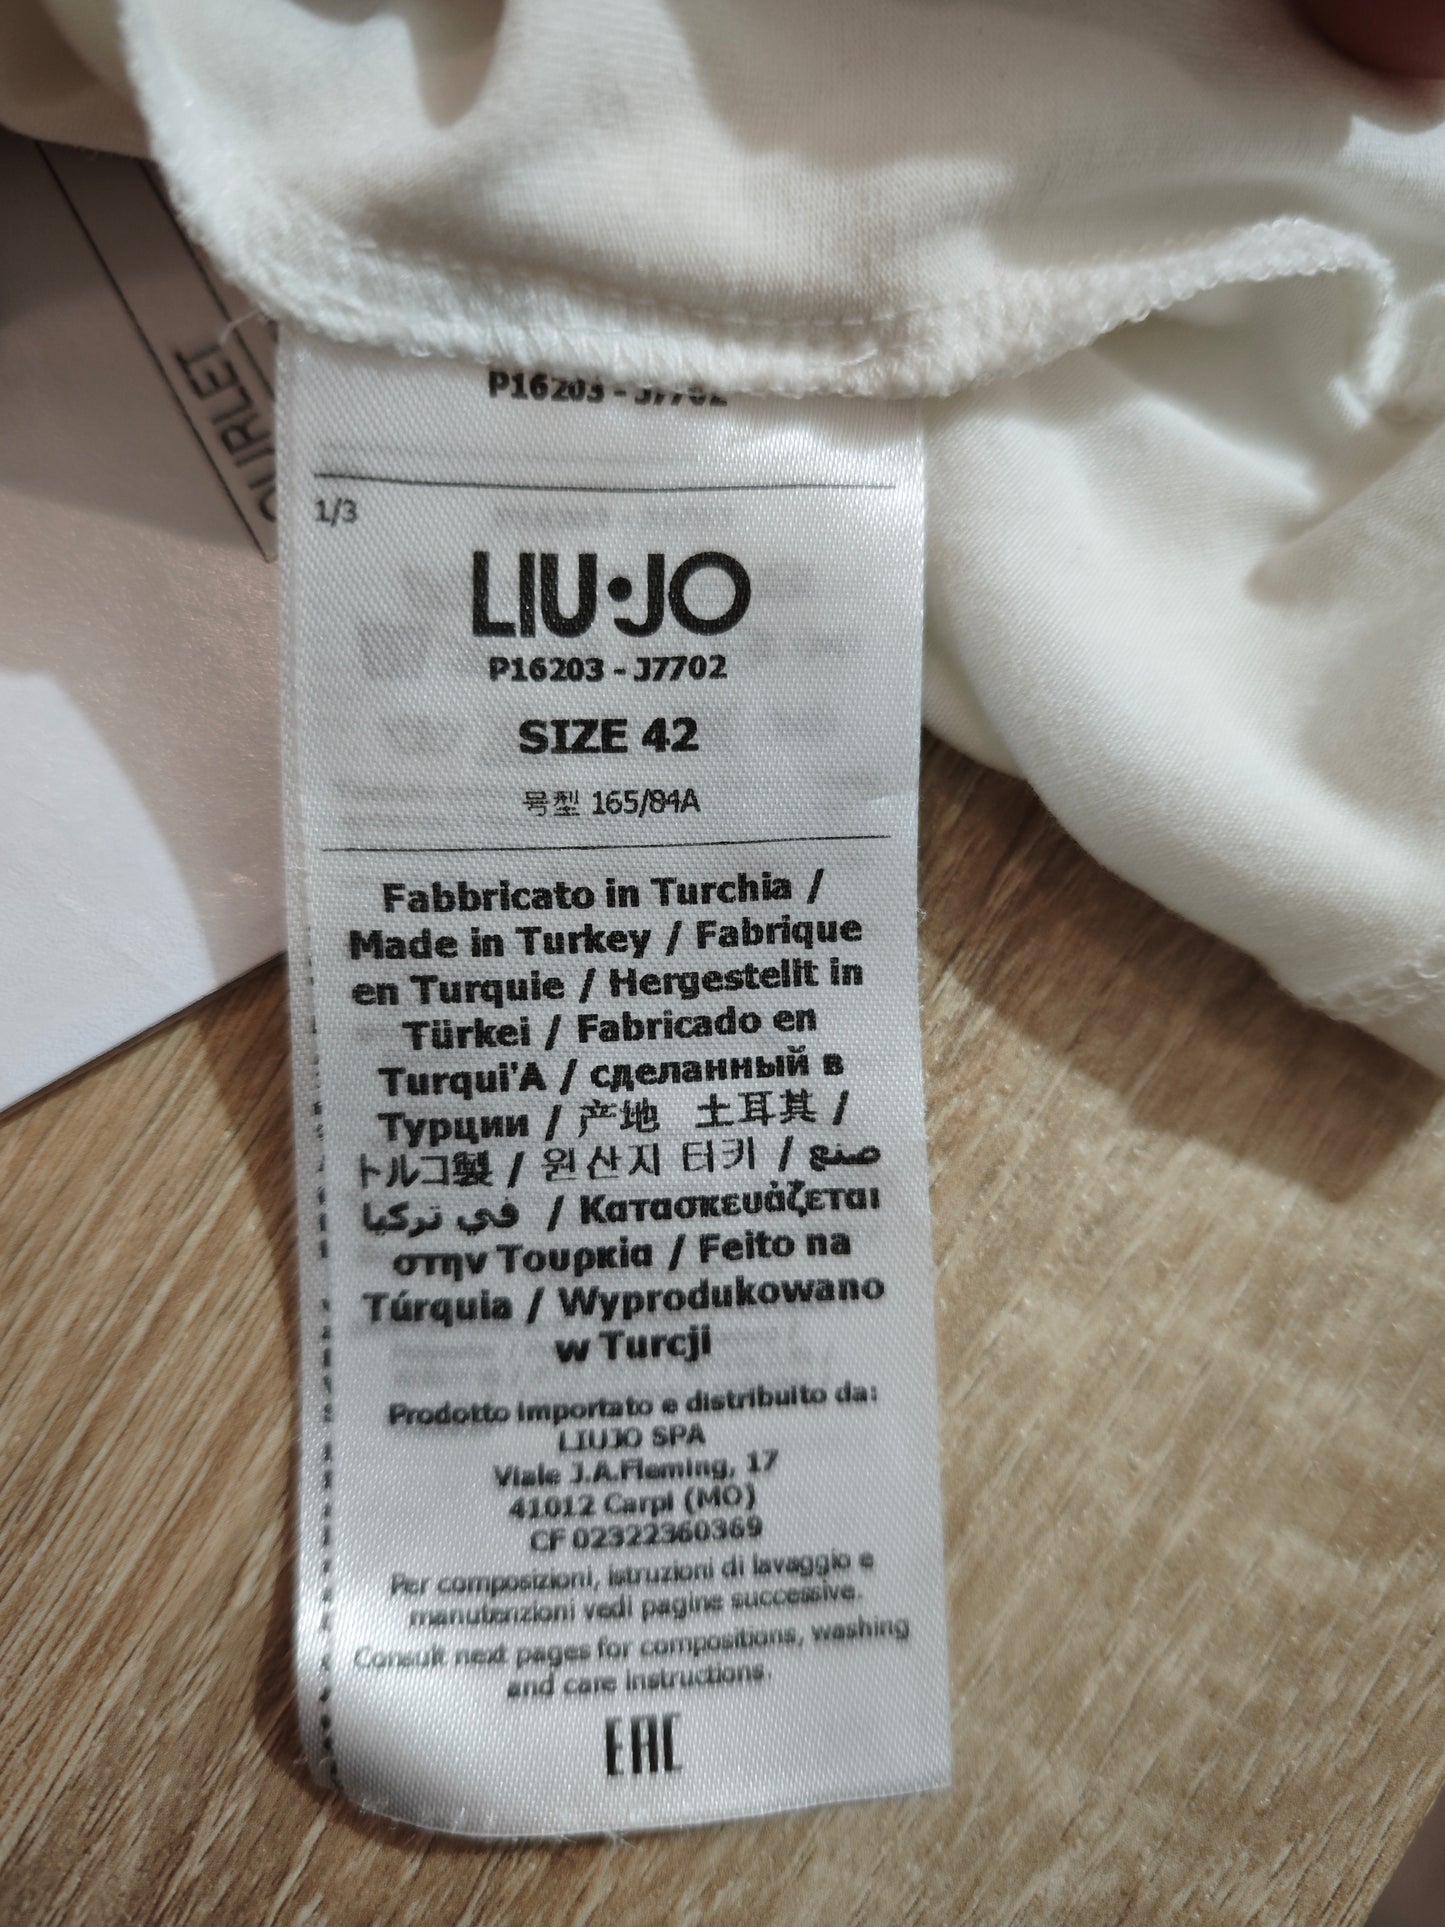 P16203 - J7702
1/3
LIU·JO
P16203 - J7702
SIZE 42
号型 165/84A
Fabbricato in Turchia /
Made in Turkey / Fabrique
en Turquie / Hergestellt in
Türkei / Fabricado en
Turqui'A / сделанный в
Турции / 产地 土耳其 /
トルコ製 / 원산지 터키 / صنع
في تركيا / Κατασκευάζεται
στην Τουρκία / Feito na
Túrquia / Wyprodukowano
w Turcji
Prodotto importato e distribuito da:
LIUJO SPA
Viale J.A.Fleming, 17
41012 Carpi (MO)
CF 02322360369
Per composizioni, istruzioni di lavaggio e
manutenzioni vedi pagine successive.
Consult next pages for compositions, washing
and care instructions.
EAC